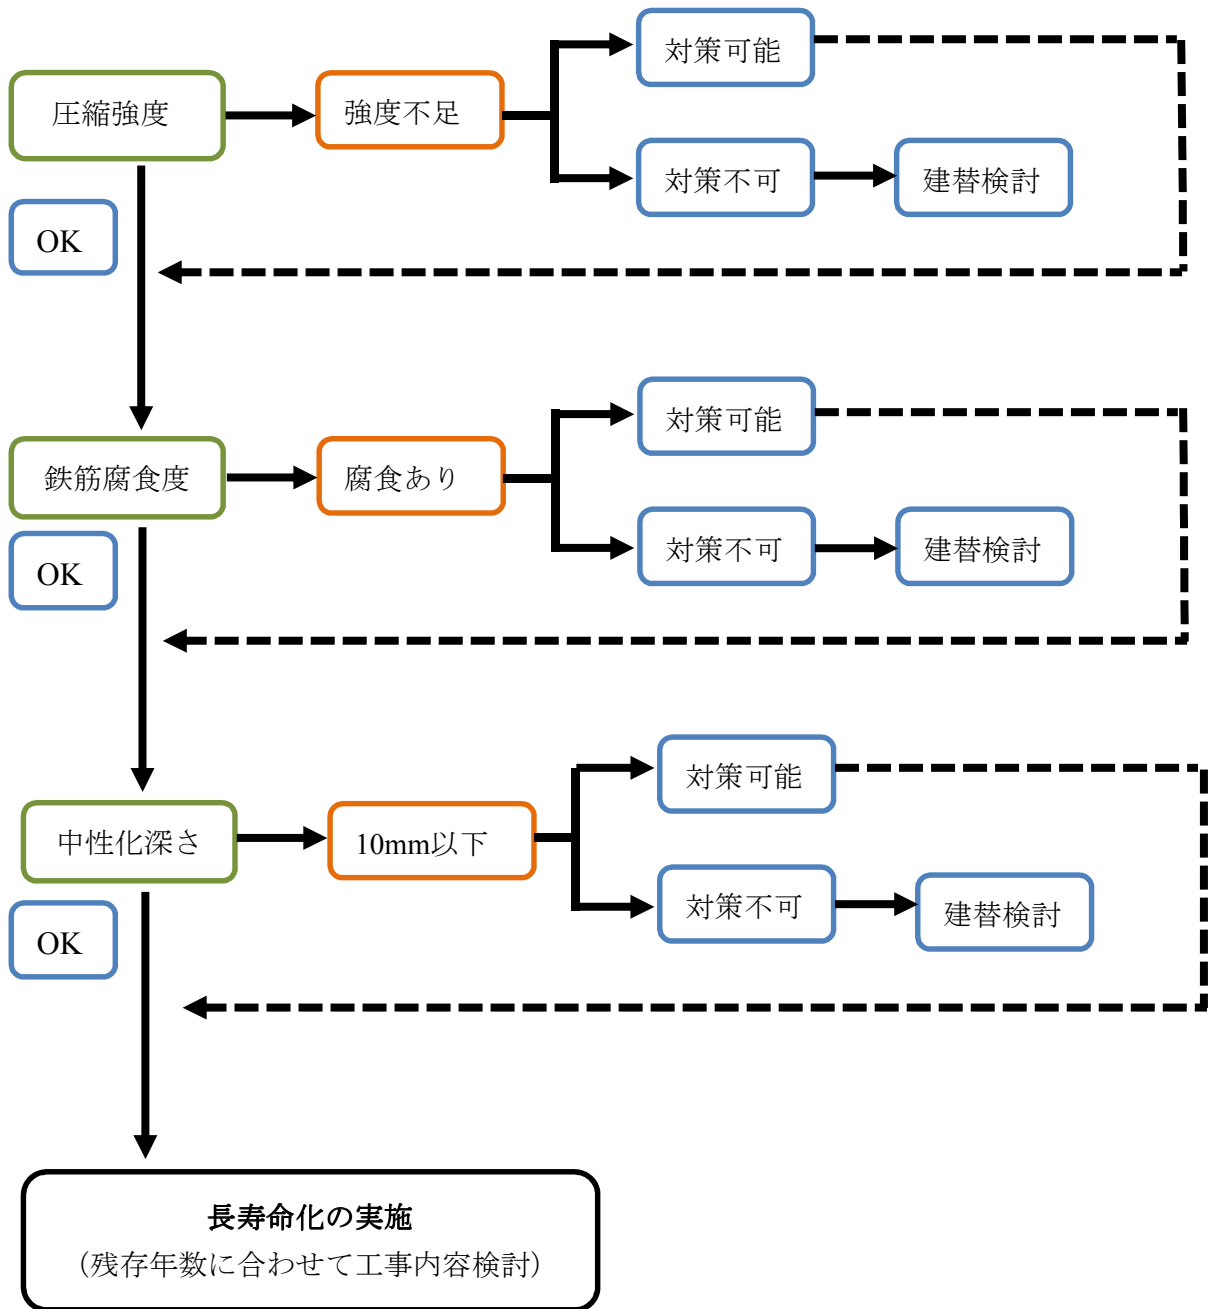 対策可能
圧縮強度
強度不足
対策不可
建替検討
OK
対策可能
鉄筋腐食度
腐食あり
対策不可
建替検討
OK
対策可能
中性化深さ
10mm以下
対策不可
建替検討
OK
長寿命化の実施
（残存年数に合わせて工事内容検討）